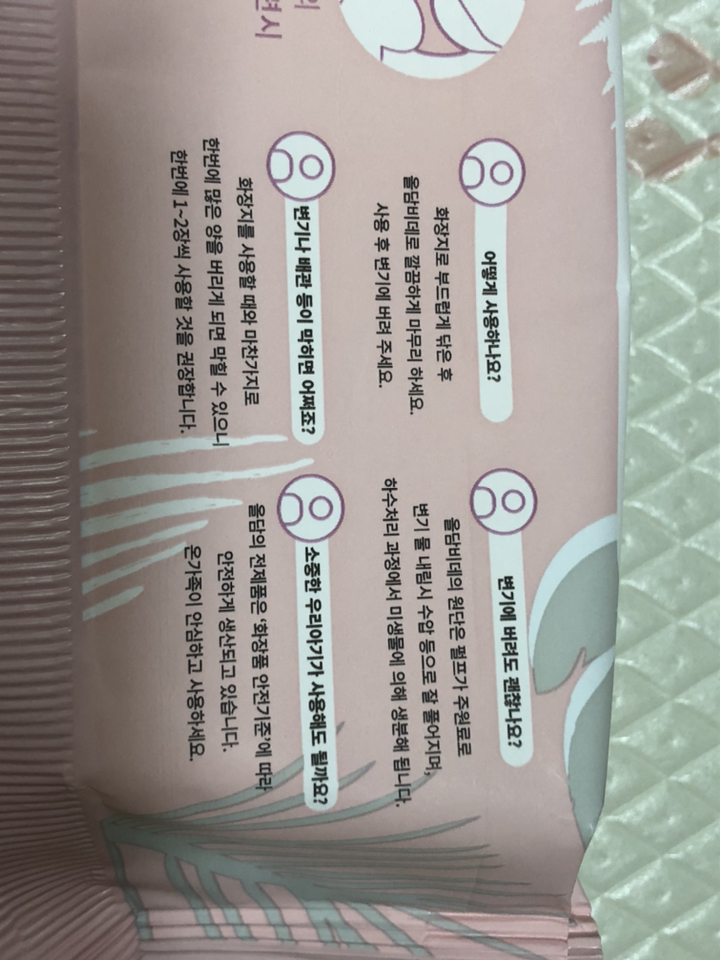 의
련시
어떻게 사용하나요?
화장지로 부드럽게 닦은 후
올담비데로 깔끔하게 마무리 하세요.
사용 후 변기에 버려 주세요.
변기에 버려도 괜찮나요?
올담비데의 원단은 펄프가 주원료로
변기 물 내림시 수압 등으로 잘 풀어지며,
하수처리 과정에서 미생물에 의해 생분해 됩니다.
변기나 배관 등이 막히면 어쩌죠?
화장지를 사용할 때와 마찬가지로
한번에 많은 양을 버리게 되면 막힐 수 있으니
한번에 1~2장씩 사용할 것을 권장합니다.
소중한 우리아기가 사용해도 될까요?
올담의 전제품은 '화장품 안전기준'에 따라
안전하게 생산되고 있습니다.
온가족이 안심하고 사용하세요.